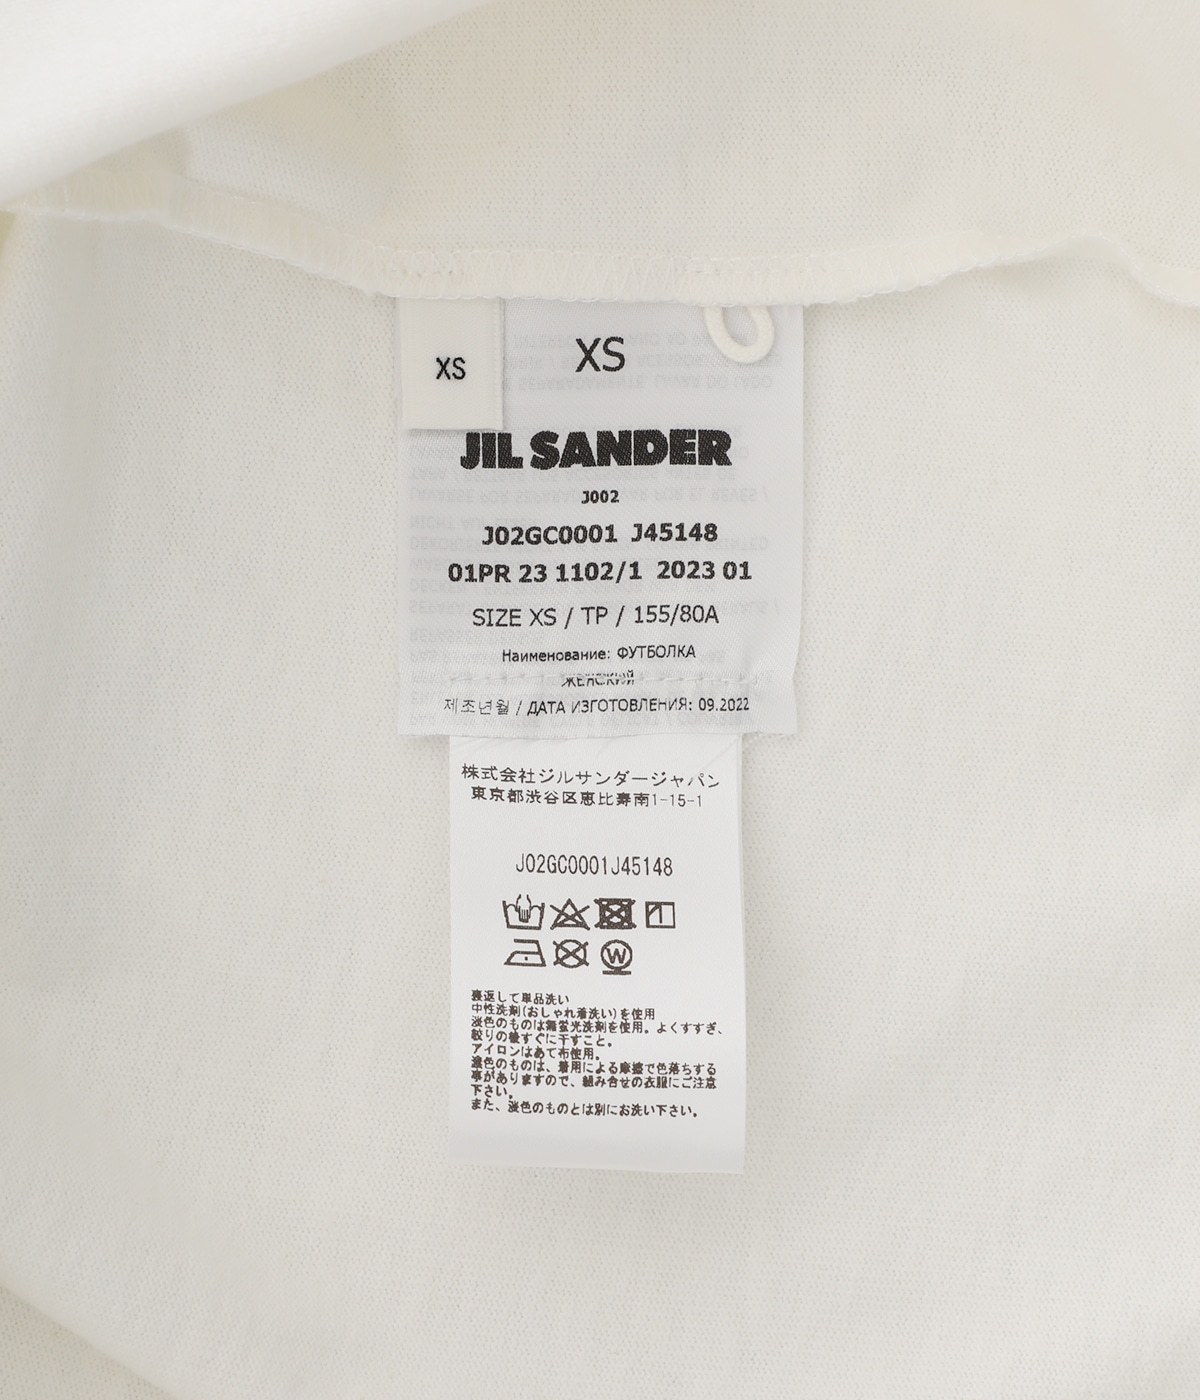 XS
XS
JIL SANDER
J002
J02GC0001 J45148
01PR 23 1102/1 2023 01
SIZE XS / TP / 155/80A
Наименование: ФУТБОЛКА
ЖЕНСКИЙ
제조년월 / ДАТА ИЗГОТОВЛЕНИЯ: 09.2022
株式会社ジルサンダージャパン
東京都渋谷区恵比寿南1-15-1
J02GC0001J45148
W
裏返して単品洗い
中性洗剤(おしゃれ着洗い)を使用
淡色のものは無蛍光洗剤を使用。よくすすぎ、
絞りの後すぐに干すこと。
アイロンはあて布使用。
濃色のものは、着用による摩擦で色落ちする
事がありますので、組み合せの衣服にご注意
下さい。
また、淡色のものとは別にお洗い下さい。